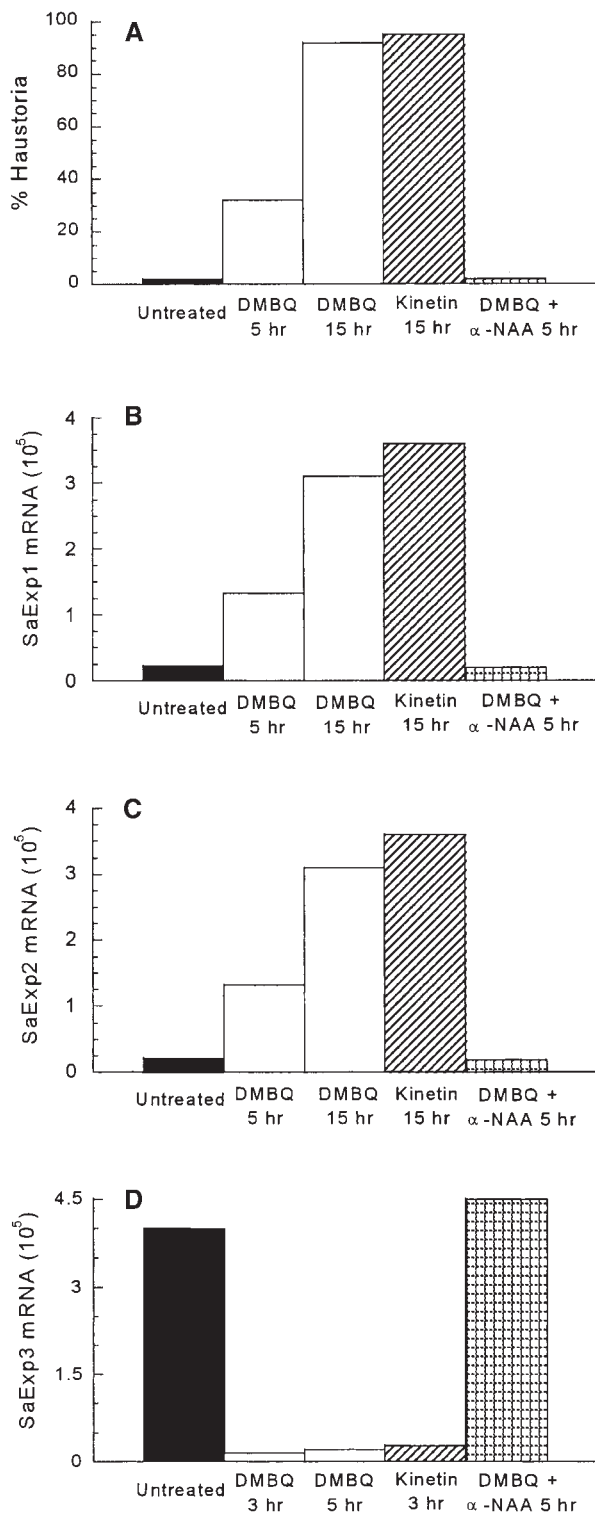 A
% Haustoria
100
80
60
40
20
0
Untreated
DMBQ
5 hr
DMBQ
15 hr
Kinetin
15 hr
DMBQ +
α -NAA 5 hr
B
SaExp1 mRNA (10⁵)
4
3
2
1
0
Untreated
DMBQ
5 hr
DMBQ
15 hr
Kinetin
15 hr
DMBQ +
α -NAA 5 hr
C
SaExp2 mRNA (10⁵)
4
3
2
1
0
Untreated
DMBQ
5 hr
DMBQ
15 hr
Kinetin
15 hr
DMBQ +
α -NAA 5 hr
D
SaExp3 mRNA (10⁵)
4.5
3
1.5
0
Untreated
DMBQ
3 hr
DMBQ
5 hr
Kinetin
3 hr
DMBQ +
α -NAA 5 hr